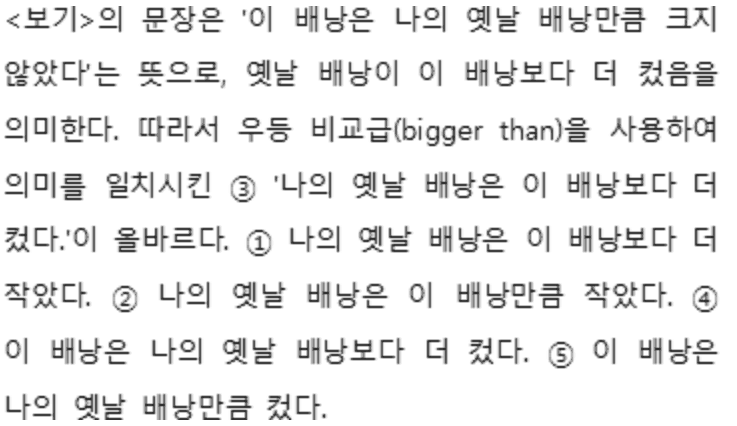 <보기>의 문장은 '이 배낭은 나의 옛날 배낭만큼 크지
않았다'는 뜻으로, 옛날 배낭이 이 배낭보다 더 컸음을
의미한다. 따라서 우등 비교급(bigger than)을 사용하여
의미를 일치시킨 ③ '나의 옛날 배낭은 이 배낭보다 더
컸다.'이 올바르다. ① 나의 옛날 배낭은 이 배낭보다 더
작았다. ② 나의 옛날 배낭은 이 배낭만큼 작았다. ④
이 배낭은 나의 옛날 배낭보다 더 컸다. ⑤ 이 배낭은
나의 옛날 배낭만큼 컸다.